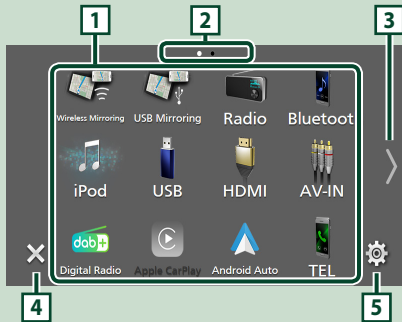 1
2
3
Wireless Mirroring
USB Mirroring
Radio
Bluetoot
iPod
USB
HDMI
AV-IN
dab+
Digital Radio
Apple CarPlay
Android Auto
TEL
4
5